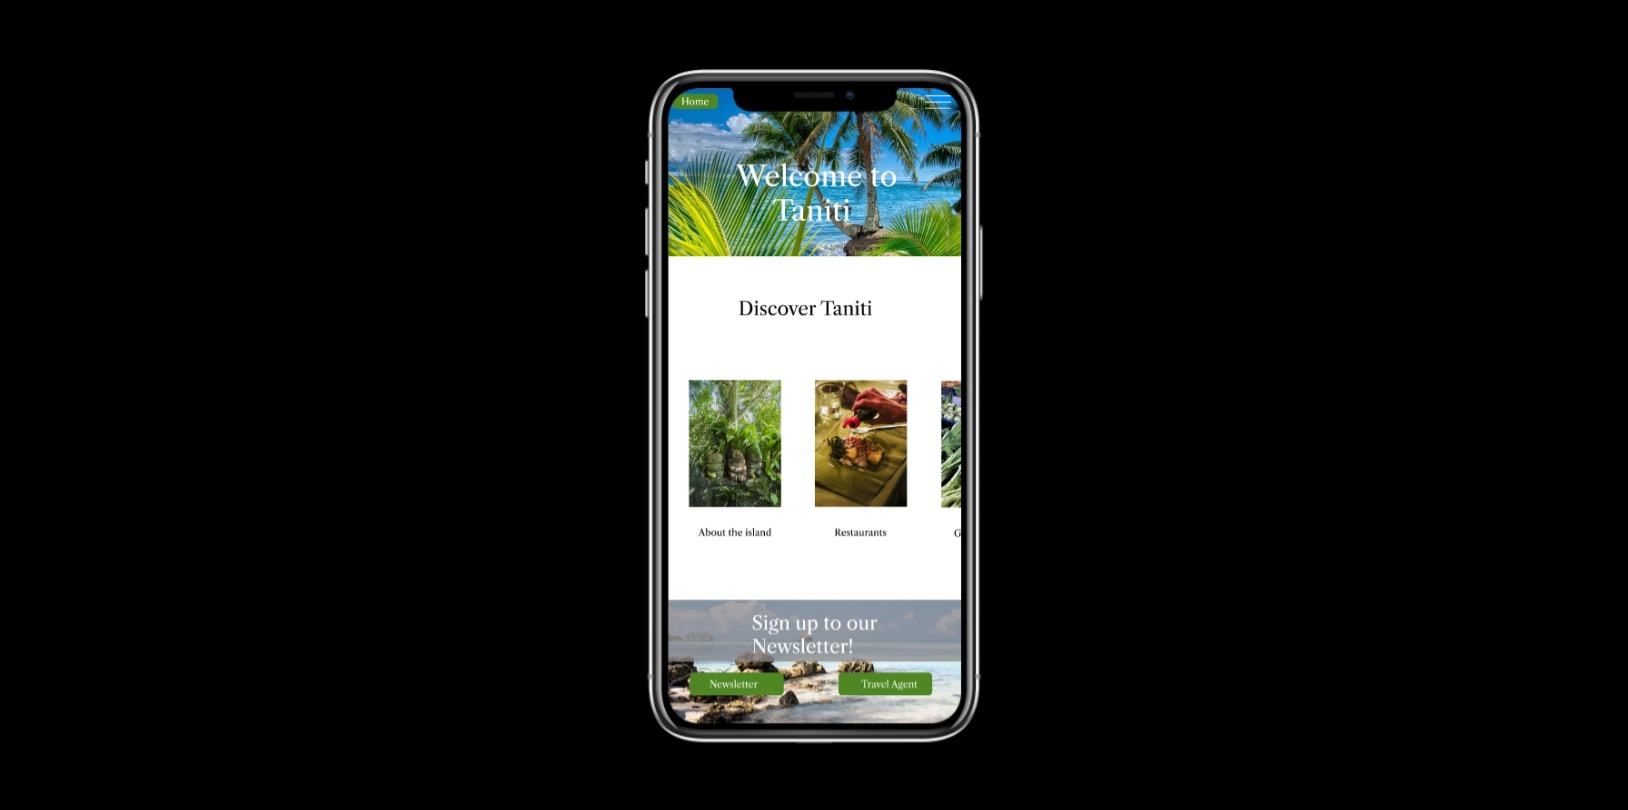 Home
Welcome to
Taniti
Discover Taniti
About the island
Restaurants
G
Sign up to our
Newsletter!
Newsletter
Travel Agent